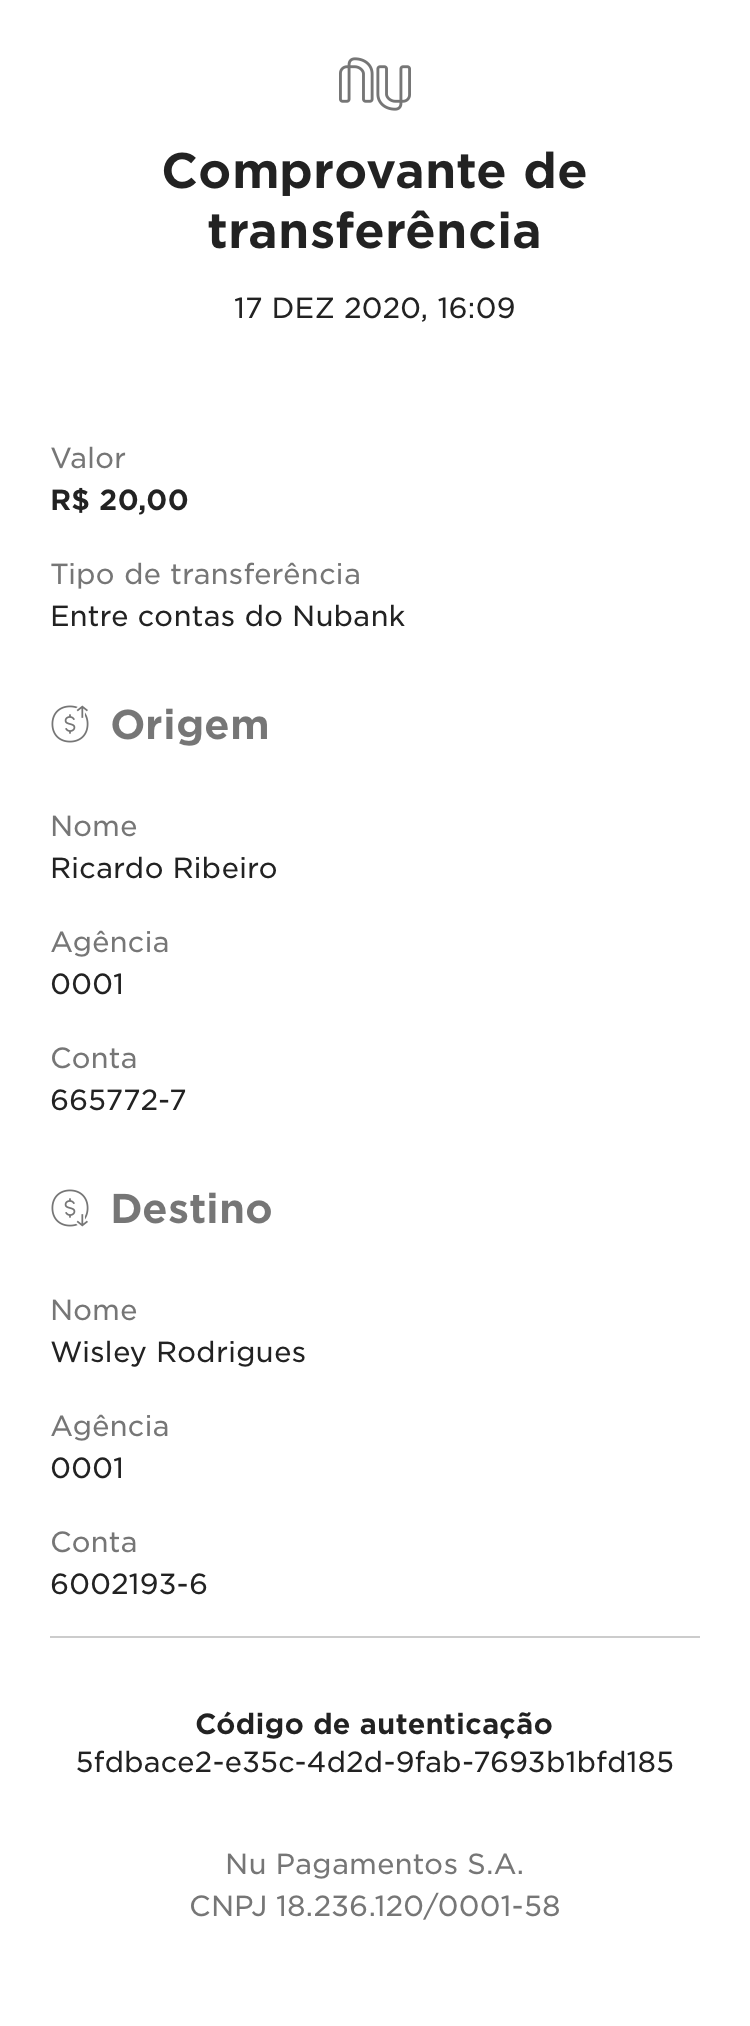 nu
Comprovante de
transferência
17 DEZ 2020, 16:09
Valor
R$ 20,00
Tipo de transferência
Entre contas do Nubank
Origem
Nome
Ricardo Ribeiro
Agência
0001
Conta
665772-7
Destino
Nome
Wisley Rodrigues
Agência
0001
Conta
6002193-6
Código de autenticação
5fdbace2-e35c-4d2d-9fab-7693b1bfd185
Nu Pagamentos S.A.
CNPJ 18.236.120/0001-58